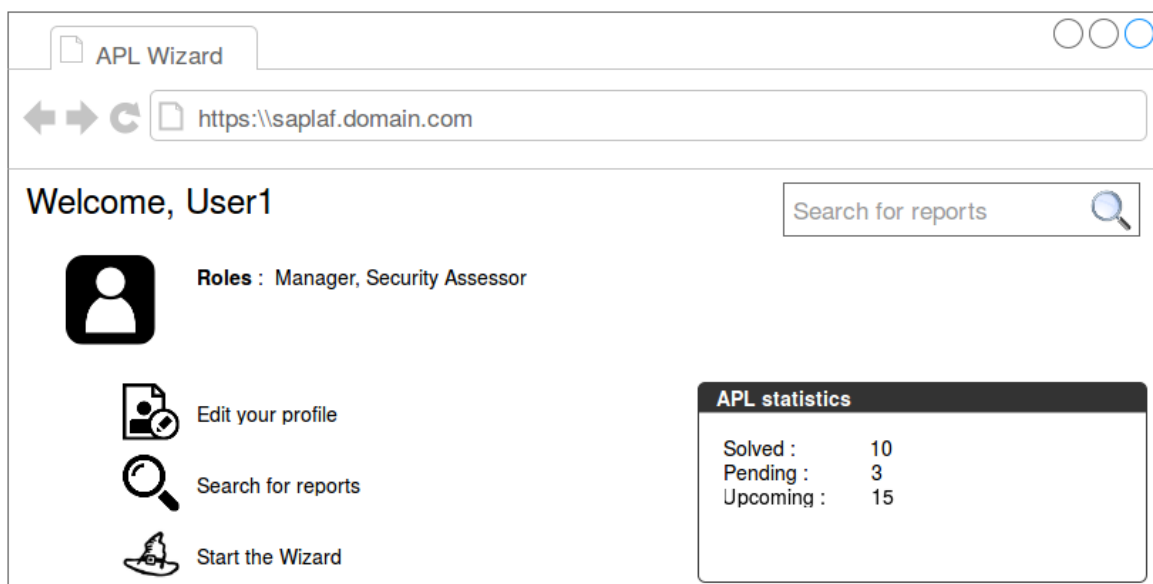 APL Wizard
https:\\saplaf.domain.com
Welcome, User1
Search for reports
Roles : Manager, Security Assessor
Edit your profile
Search for reports
Start the Wizard
APL statistics
Solved : 10
Pending : 3
Upcoming : 15